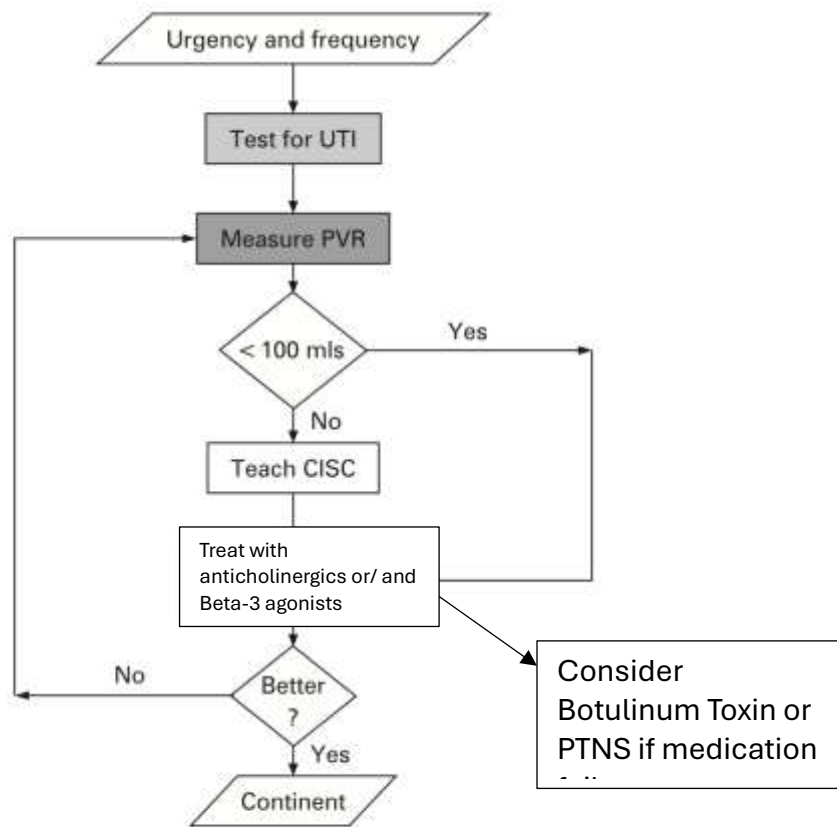 Urgency and frequency
Test for UTI
Measure PVR
< 100 mls
Yes
No
Teach CISC
Treat with
anticholinergics or/ and
Beta-3 agonists
No
Better
?
Yes
Continent
Consider
Botulinum Toxin or
PTNS if medication